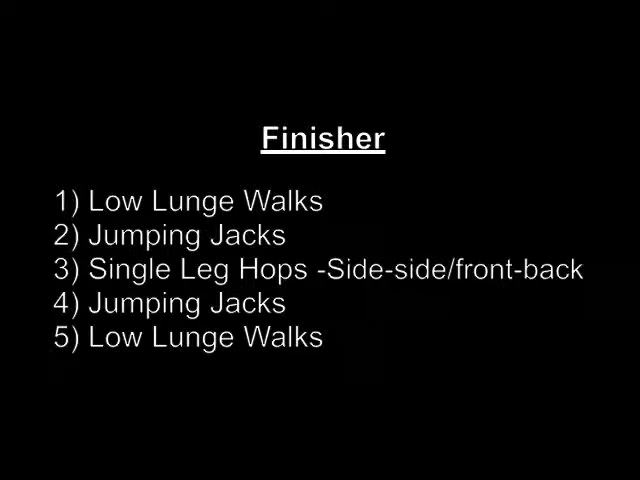 Finisher
1) Low Lunge Walks
2) Jumping Jacks
3) Single Leg Hops -Side-side/front-back
4) Jumping Jacks
5) Low Lunge Walks